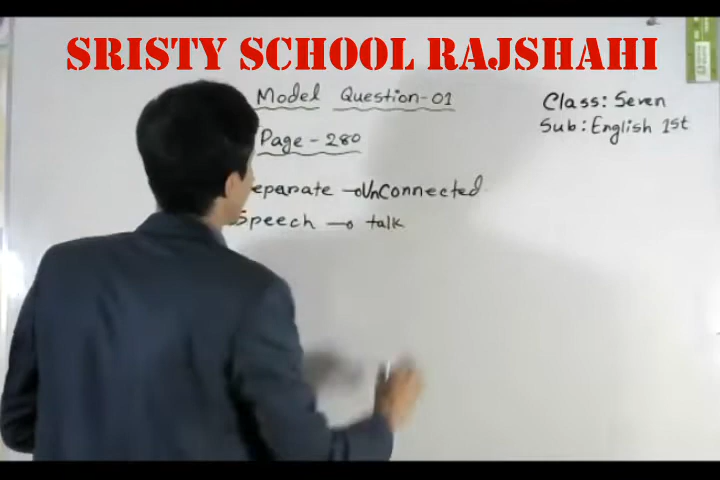 SRISTY SCHOOL RAJSHAHI
Model Question-01
Class: Seven
Sub: English 1st
Page - 280
eparate → UnConnected
Speech → talk